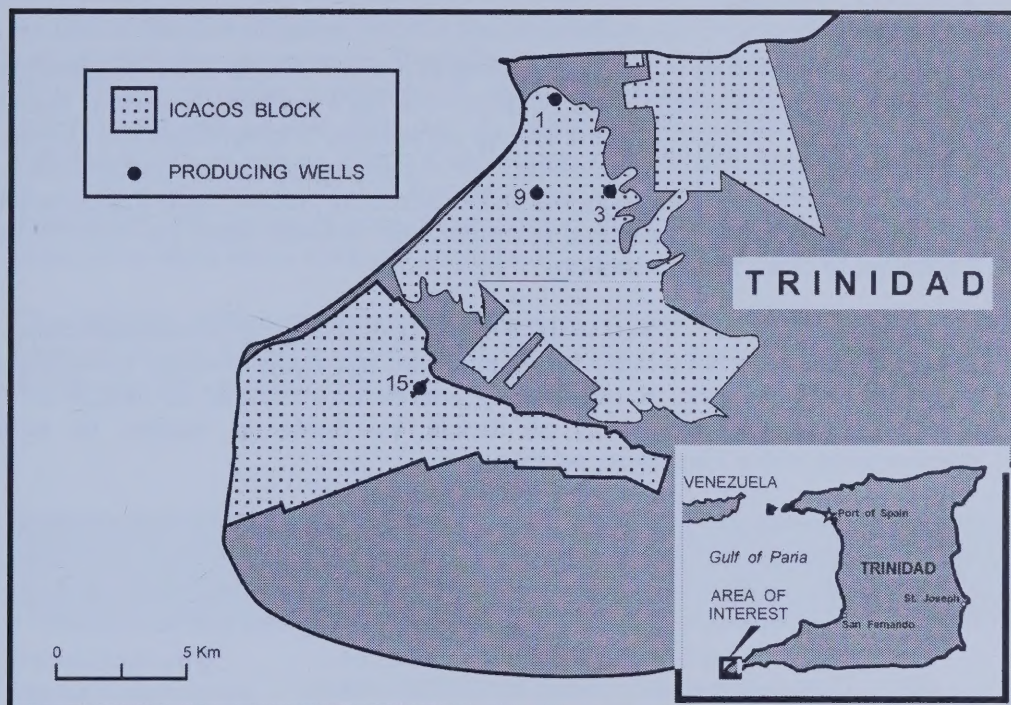 ICACOS BLOCK
PRODUCING WELLS
1
9
3
TRINIDAD
15
VENEZUELA
Port of Spain
Gulf of Paria
TRINIDAD
AREA OF
INTEREST
St. Joseph
San Fernando
0 5 Km